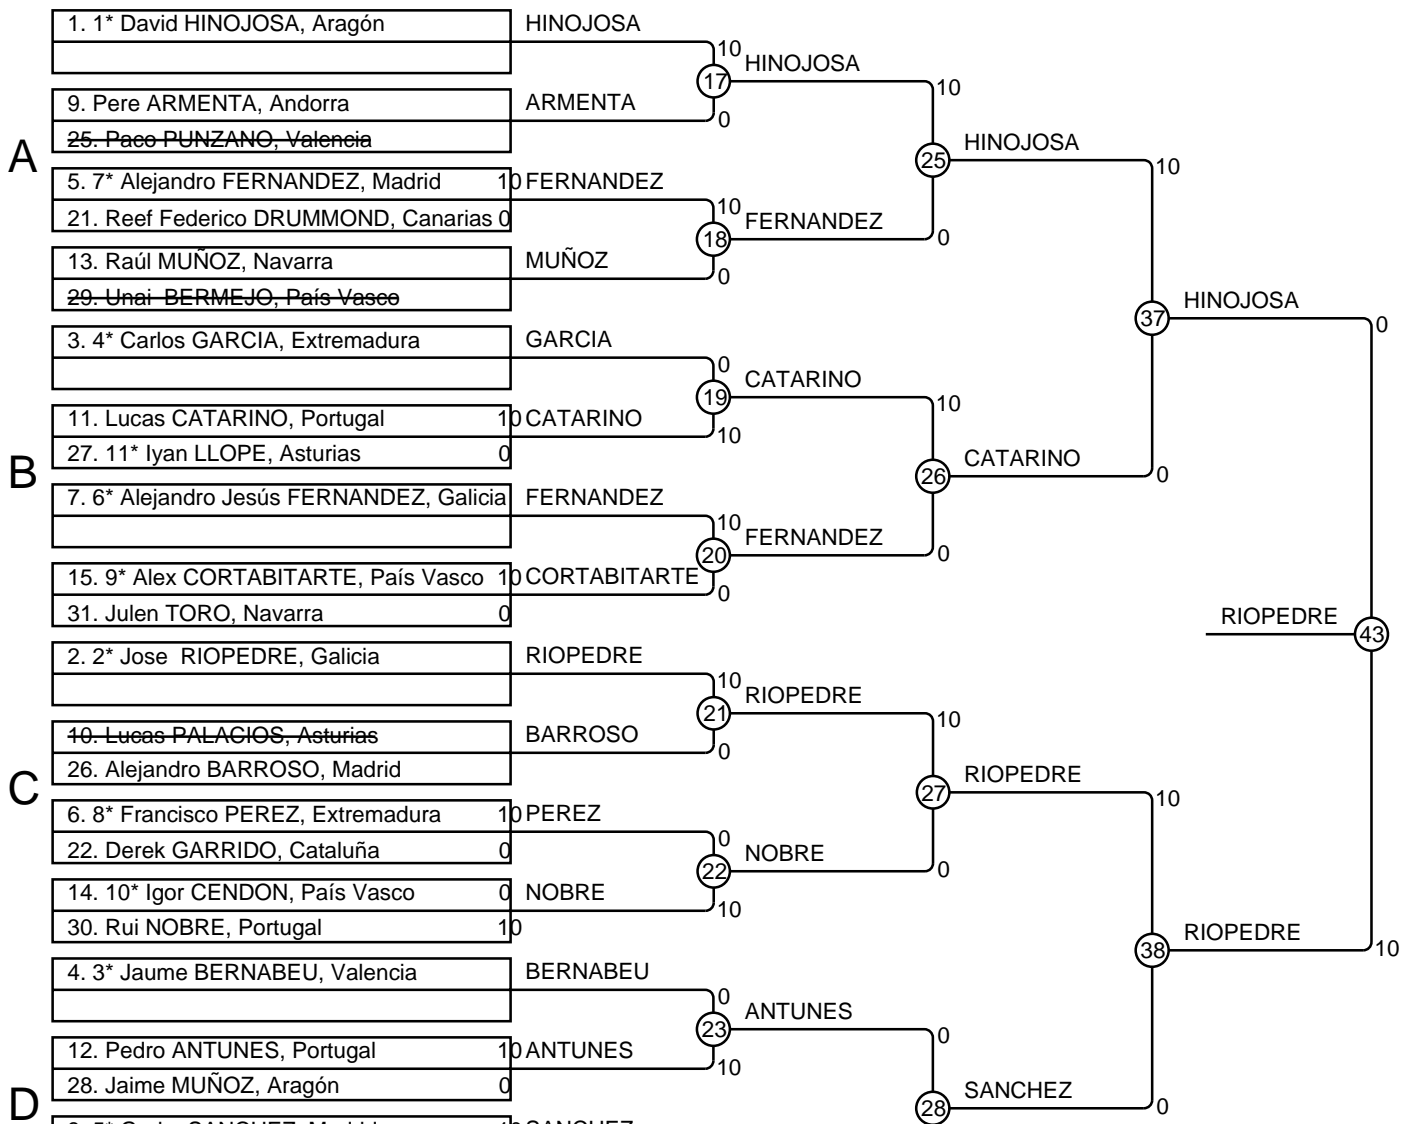 1. 1* David HINOJOSA, Aragón
HINOJOSA
10
HINOJOSA
17
10
9. Pere ARMENTA, Andorra
ARMENTA
0
25. Paco PUNZANO, Valencia
A
HINOJOSA
25
10
5. 7* Alejandro FERNANDEZ, Madrid 10
FERNANDEZ
21. Reef Federico DRUMMOND, Canarias 0
10
FERNANDEZ
18
0
13. Raúl MUÑOZ, Navarra
MUÑOZ
0
29. Unai BERMEJO, País Vasco
HINOJOSA
37
0
3. 4* Carlos GARCIA, Extremadura
GARCIA
0
CATARINO
19
10
11. Lucas CATARINO, Portugal 10
CATARINO
10
27. 11* Iyan LLOPE, Asturias 0
B
CATARINO
26
0
7. 6* Alejandro Jesús FERNANDEZ, Galicia
FERNANDEZ
10
FERNANDEZ
20
0
15. 9* Alex CORTABITARTE, País Vasco 10
CORTABITARTE
0
31. Julen TORO, Navarra 0
RIOPEDRE
43
2. 2* Jose RIOPEDRE, Galicia
RIOPEDRE
10
RIOPEDRE
21
10
10. Lucas PALACIOS, Asturias
BARROSO
0
26. Alejandro BARROSO, Madrid
C
RIOPEDRE
27
10
6. 8* Francisco PEREZ, Extremadura 10
PEREZ
22. Derek GARRIDO, Cataluña 0
0
NOBRE
22
0
14. 10* Igor CENDON, País Vasco 0
NOBRE
10
30. Rui NOBRE, Portugal 10
RIOPEDRE
38
10
4. 3* Jaume BERNABEU, Valencia
BERNABEU
0
ANTUNES
23
0
12. Pedro ANTUNES, Portugal 10
ANTUNES
10
28. Jaime MUÑOZ, Aragón 0
D
SANCHEZ
28
0